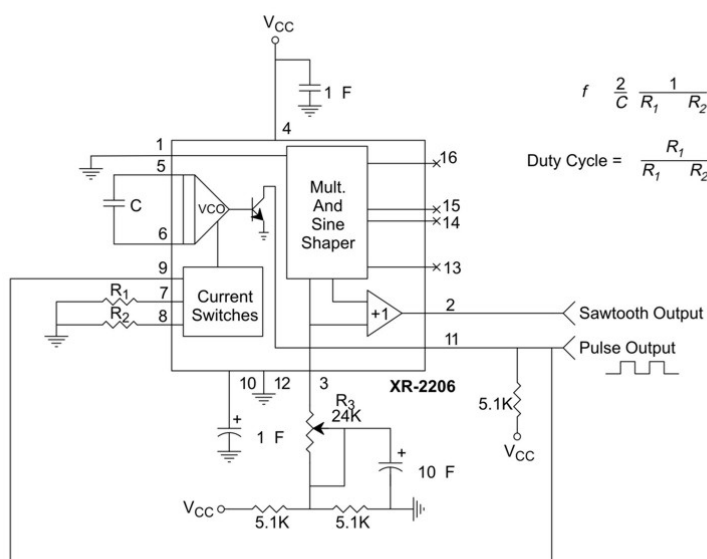 VCC
1 F
4
f 2/C 1/R1 R2
Duty Cycle = R1/R1 R2
1
16
5
Mult.
And
Sine
Shaper
C
VCO
15
14
6
13
9
R1
7
Current
Switches
R2
8
+1
2
Sawtooth Output
11
Pulse Output
XR-2206
10
12
3
+
1 F
R3
24K
+
10 F
5.1K
VCC
VCC
5.1K
5.1K